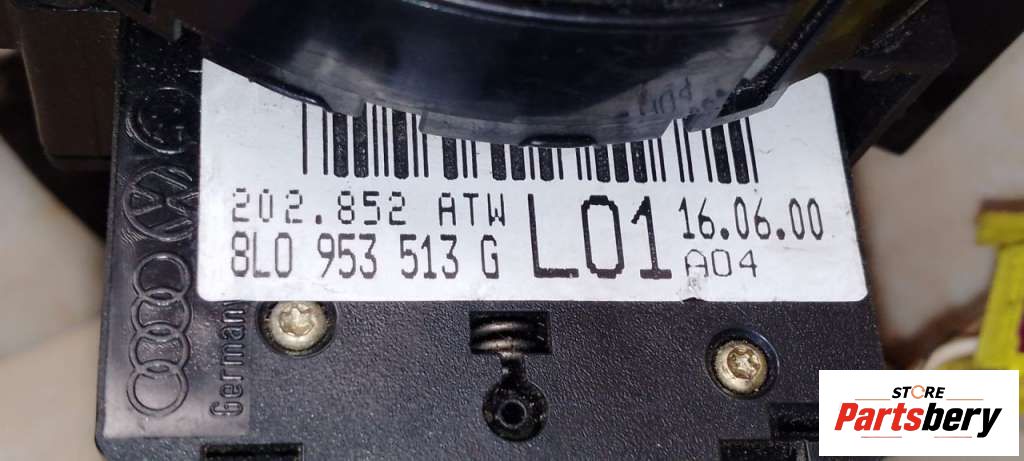 202.852 ATW
8L0 953 513 G
L01
16.06.00
A04
Germany
STORE
Partsbery